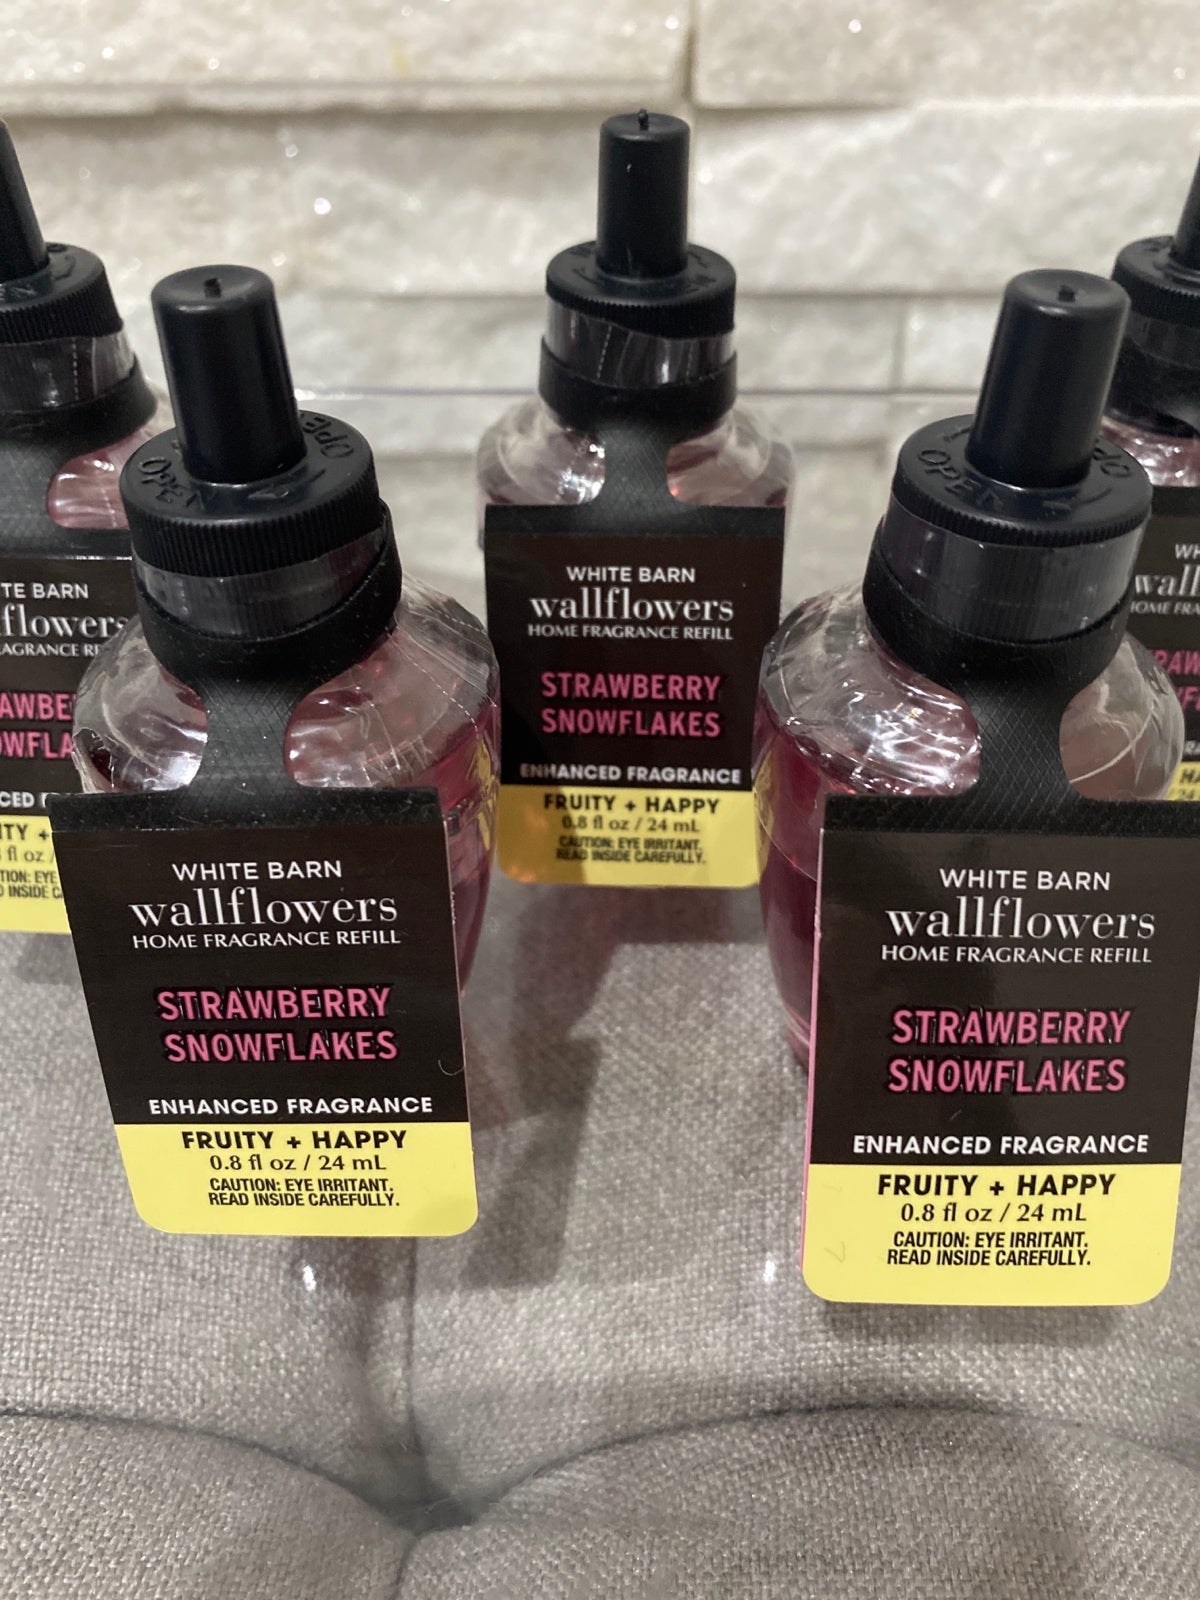 WHITE BARN
wallflowers
HOME FRAGRANCE REFILL
STRAWBERRY
SNOWFLAKES
ENHANCED FRAGRANCE
FRUITY + HAPPY
0.8 fl oz / 24 mL
CAUTION: EYE IRRITANT.
READ INSIDE CAREFULLY.
OPEN
WHITE BARN
wallflowers
HOME FRAGRANCE REFILL
STRAWBERRY
SNOWFLAKES
ENHANCED FRAGRANCE
FRUITY + HAPPY
0.8 fl oz / 24 mL
CAUTION: EYE IRRITANT.
READ INSIDE CAREFULLY.
OPEN
WHITE BARN
wallflowers
HOME FRAGRANCE REFILL
STRAWBERRY
SNOWFLAKES
ENHANCED FRAGRANCE
FRUITY + HAPPY
0.8 fl oz / 24 mL
CAUTION: EYE IRRITANT.
READ INSIDE CAREFULLY.